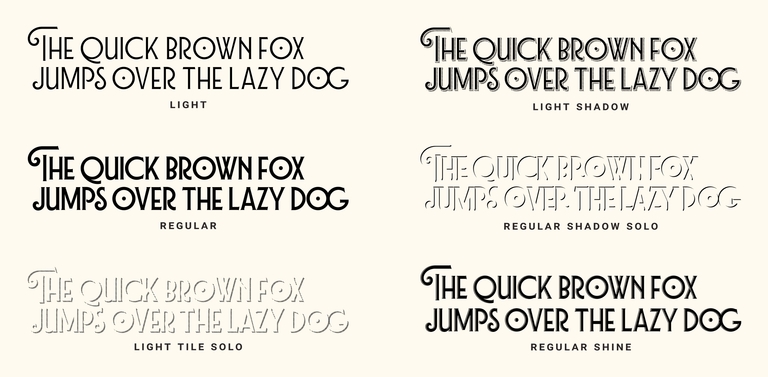 THE QUICK BROWN FOX
JUMPS OVER THE LAZY DOG
LIGHT
THE QUICK BROWN FOX
JUMPS OVER THE LAZY DOG
LIGHT SHADOW
THE QUICK BROWN FOX
JUMPS OVER THE LAZY DOG
REGULAR
THE QUICK BROWN FOX
JUMPS OVER THE LAZY DOG
REGULAR SHADOW SOLO
THE QUICK BROWN FOX
JUMPS OVER THE LAZY DOG
LIGHT TILE SOLO
THE QUICK BROWN FOX
JUMPS OVER THE LAZY DOG
REGULAR SHINE